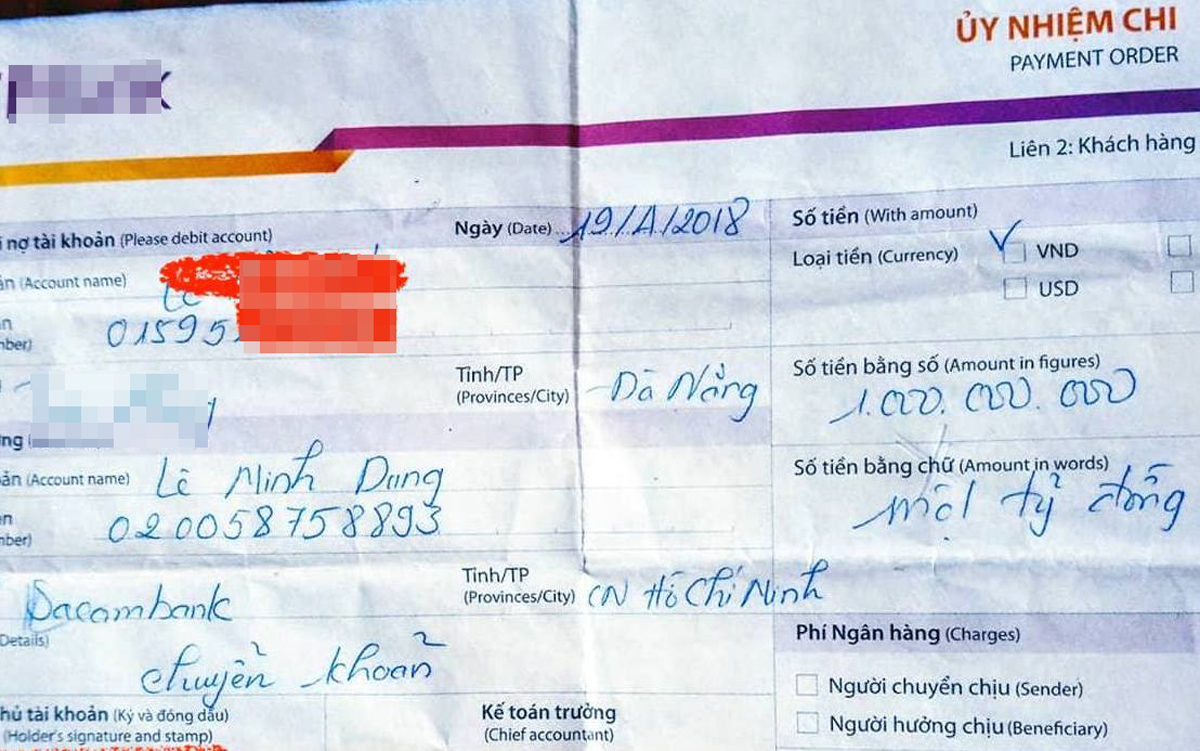 ỦY NHIỆM CHI
PAYMENT ORDER
Liên 2: Khách hàng
nợ tài khoản (Please debit account)
Ngày (Date) 19/A/2018
Số tiền (With amount)
(Account name) Lê
Loại tiền (Currency) VND
USD
01595
Tỉnh/TP
(Provinces/City) Đà Nẵng
Số tiền bằng số (Amount in figures)
1.000.000.000
(Account name) Lê Minh Dung
Số tiền bằng chữ (Amount in words)
một tỷ đồng
020058758893
Tỉnh/TP
(Provinces/City) CN Hồ Chí Minh
Sacombank
Details)
Phí Ngân hàng (Charges)
chuyển khoản
Người chuyển chịu (Sender)
hủ tài khoản (Ký và đóng dấu)
(Holder's signature and stamp)
Kế toán trưởng
(Chief accountant)
Người hưởng chịu (Beneficiary)